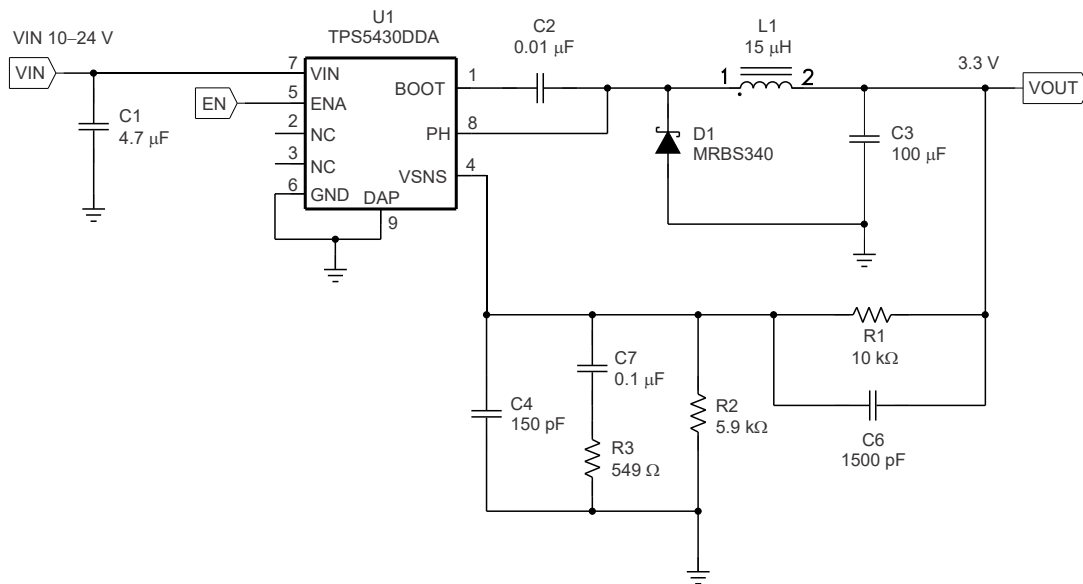 VIN 10–24 V
VIN
C1
4.7 μF
EN
U1
TPS5430DDA
7
VIN
5
ENA
2
NC
3
NC
6
GND
DAP
9
BOOT
1
PH
8
VSNS
4
C2
0.01 μF
L1
15 μH
1
2
3.3 V
VOUT
D1
MRBS340
C3
100 μF
R1
10 kΩ
C6
1500 pF
C7
0.1 μF
C4
150 pF
R3
549 Ω
R2
5.9 kΩ